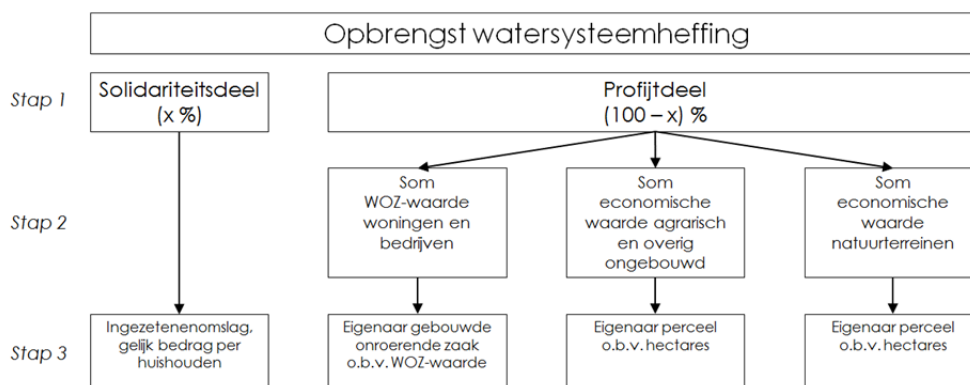 Opbrengst watersysteemheffing
Stap 1
Solidariteitsdeel
(x %)
Profijtdeel
(100 – x) %
Stap 2
Som
WOZ-waarde
woningen en
bedrijven
Som
economische
waarde agrarisch
en overig
ongebouwd
Som
economische
waarde
natuurterreinen
Stap 3
Ingezetenenomslag,
gelijk bedrag per
huishouden
Eigenaar gebouwde
onroerende zaak
o.b.v. WOZ-waarde
Eigenaar perceel
o.b.v. hectares
Eigenaar perceel
o.b.v. hectares